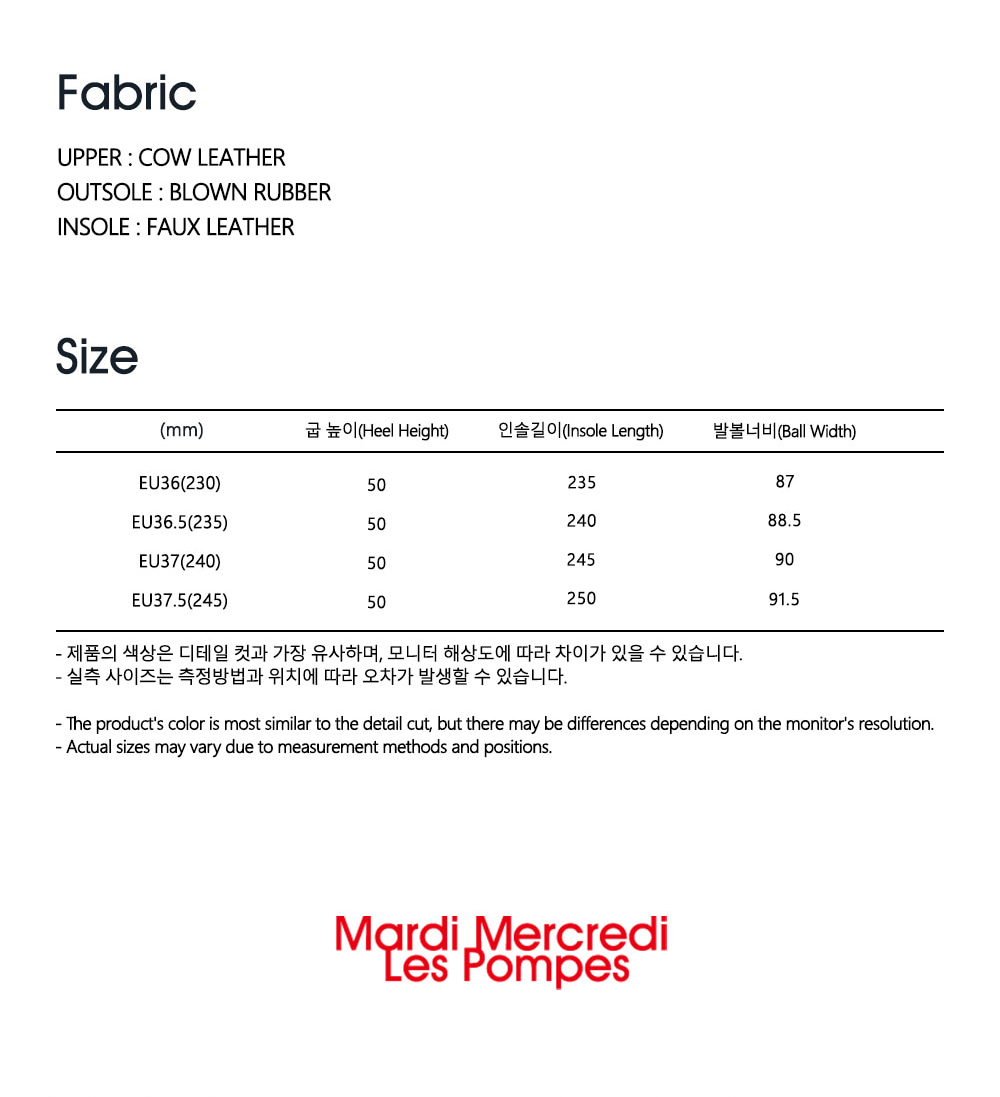 Fabric
UPPER : COW LEATHER
OUTSOLE : BLOWN RUBBER
INSOLE : FAUX LEATHER
Size
(mm) 굽 높이(Heel Height) 인솔길이(Insole Length) 발볼너비(Ball Width)
EU36(230) 50 235 87
EU36.5(235) 50 240 88.5
EU37(240) 50 245 90
EU37.5(245) 50 250 91.5
- 제품의 색상은 디테일 컷과 가장 유사하며, 모니터 해상도에 따라 차이가 있을 수 있습니다.
- 실측 사이즈는 측정방법과 위치에 따라 오차가 발생할 수 있습니다.
- The product's color is most similar to the detail cut, but there may be differences depending on the monitor's resolution.
- Actual sizes may vary due to measurement methods and positions.
Mardi Mercredi
Les Pompes